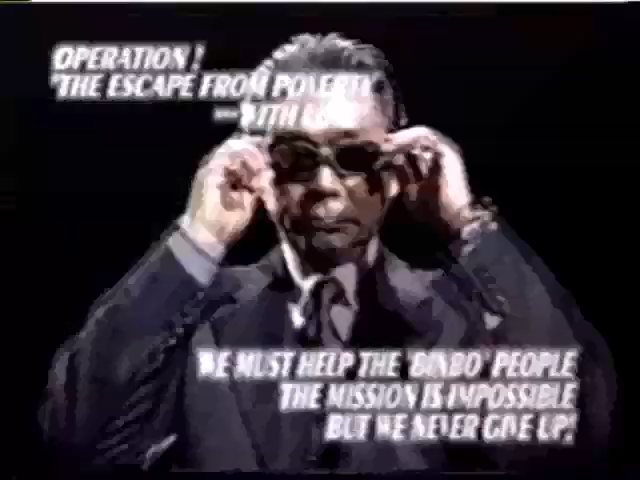 OPERATION !
'THE ESCAPE FROM POVERTY
—WITH
WE MUST HELP THE 'BINBO' PEOPLE
THE MISSION IS IMPOSSIBLE
BUT WE NEVER GIVE UP!